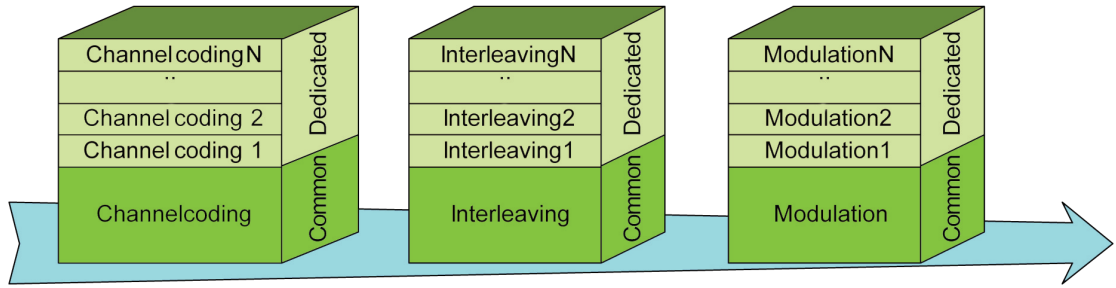 Channel codingN
..
Channel coding 2
Channel coding 1
Channelcoding
Dedicated
Common
InterleavingN
..
Interleaving2
Interleaving1
Interleaving
Dedicated
Common
ModulationN
..
Modulation2
Modulation1
Modulation
Dedicated
Common